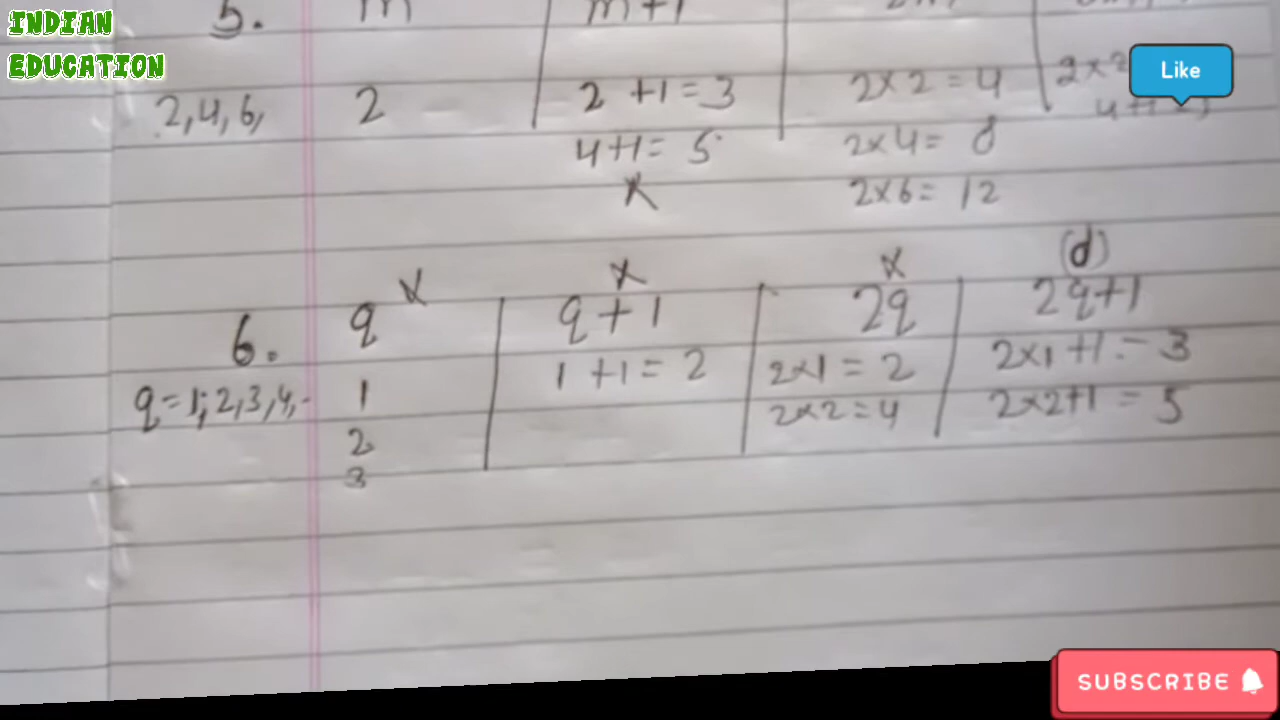 INDIAN
EDUCATION
5. m m+1
Like
2,4,6, 2 2 +1 = 3 2×2 = 4
4+1= 5 2×4= 8
× 2×6= 12
× × × (d)
6. q q+1 2q 2q+1
q=1,2,3,4,- 1 1+1=2 2×1=2 2×1+1=3
2 2×2=4 2×2+1=5
3
SUBSCRIBE